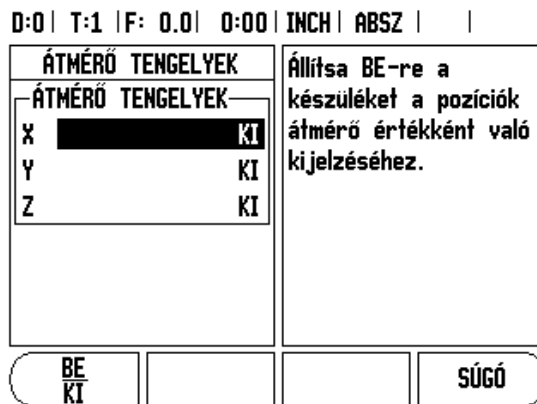 D:0 | T:1 | F: 0.0 | 0:00 | INCH | ABSZ | |
ÁTMÉRŐ TENGELYEK
ÁTMÉRŐ TENGELYEK
X KI
Y KI
Z KI
Állítsa BE-re a
készüléket a pozíciók
átmérő értékként való
kijelzéséhez.
BE
KI
SÚGÓ